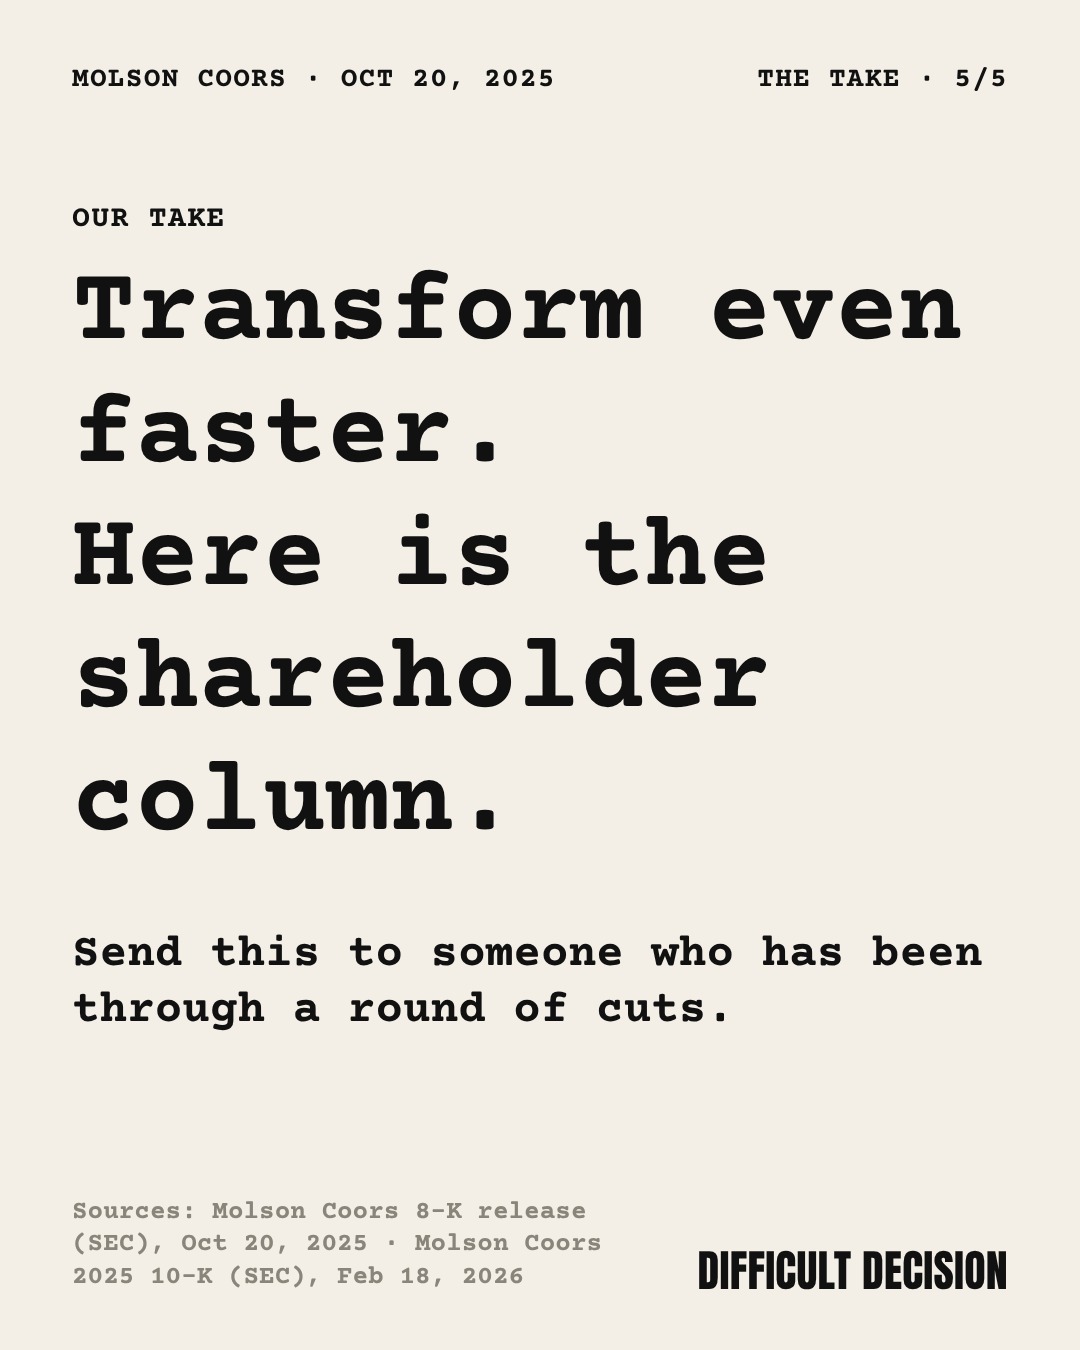 MOLSON COORS · OCT 20, 2025
THE TAKE · 5/5
OUR TAKE
Transform even
faster.
Here is the
shareholder
column.
Send this to someone who has been
through a round of cuts.
Sources: Molson Coors 8-K release
(SEC), Oct 20, 2025 · Molson Coors
2025 10-K (SEC), Feb 18, 2026
DIFFICULT DECISION